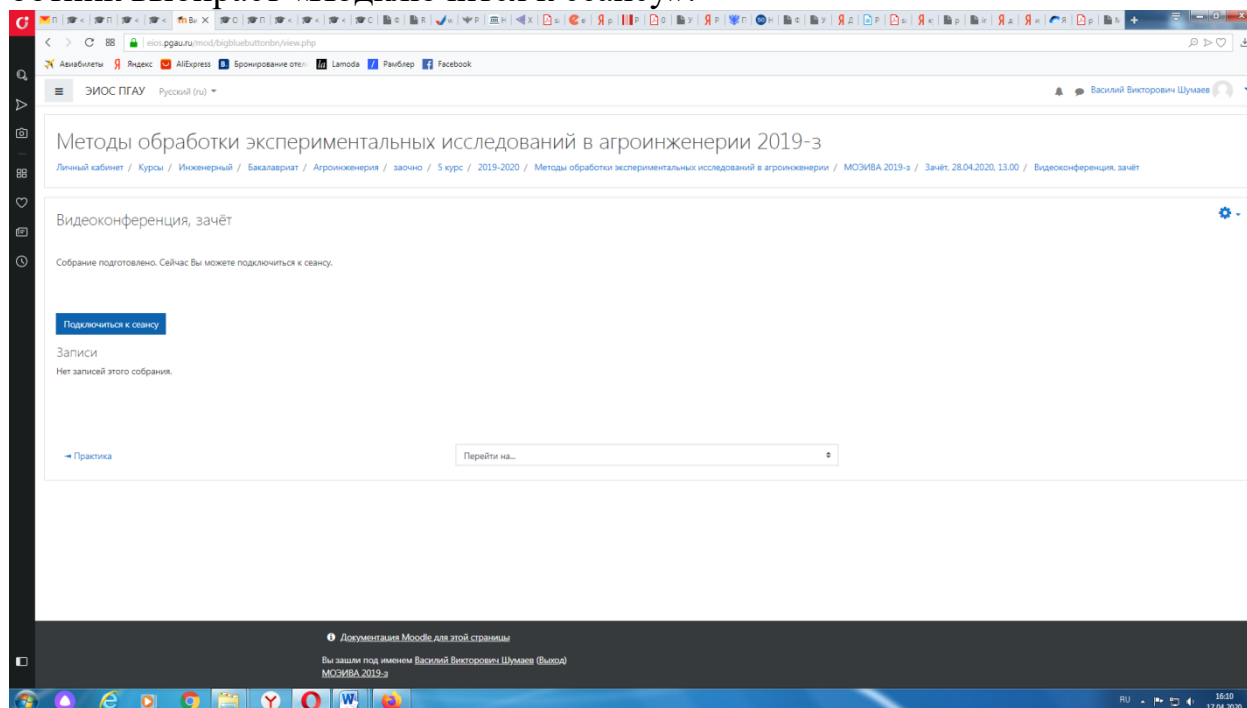 eios.pgau.ru/mod/bigbluebuttonbn/view.php
Авиабилеты Яндекс AliExpress Бронирование отел Lamoda Рамблер Facebook
ЭИОС ПГАУ Русский (ru) Василий Викторович Шумаев
Методы обработки экспериментальных исследований в агроинженерии 2019-з
Личный кабинет / Курсы / Инженерный / Бакалавриат / Агроинженерия / заочно / 5 курс / 2019-2020 / Методы обработки экспериментальных исследований в агроинженерии / МОЭИВА 2019-з / Зачёт, 28.04.2020, 13.00 / Видеоконференция, зачёт
Видеоконференция, зачёт
Собрание подготовлено. Сейчас Вы можете подключиться к сеансу.
Подключиться к сеансу
Записи
Нет записей этого собрания.
◄ Практика Перейти на...
Документация Moodle для этой страницы
Вы зашли под именем Василий Викторович Шумаев (Выход)
МОЭИВА 2019-з
RU 16:10
17.04.2020